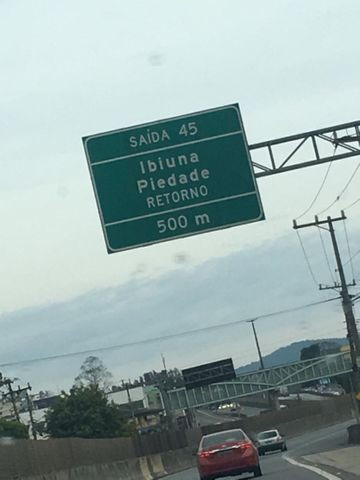 SAÍDA 45
Ibiuna
Piedade
RETORNO
500 m